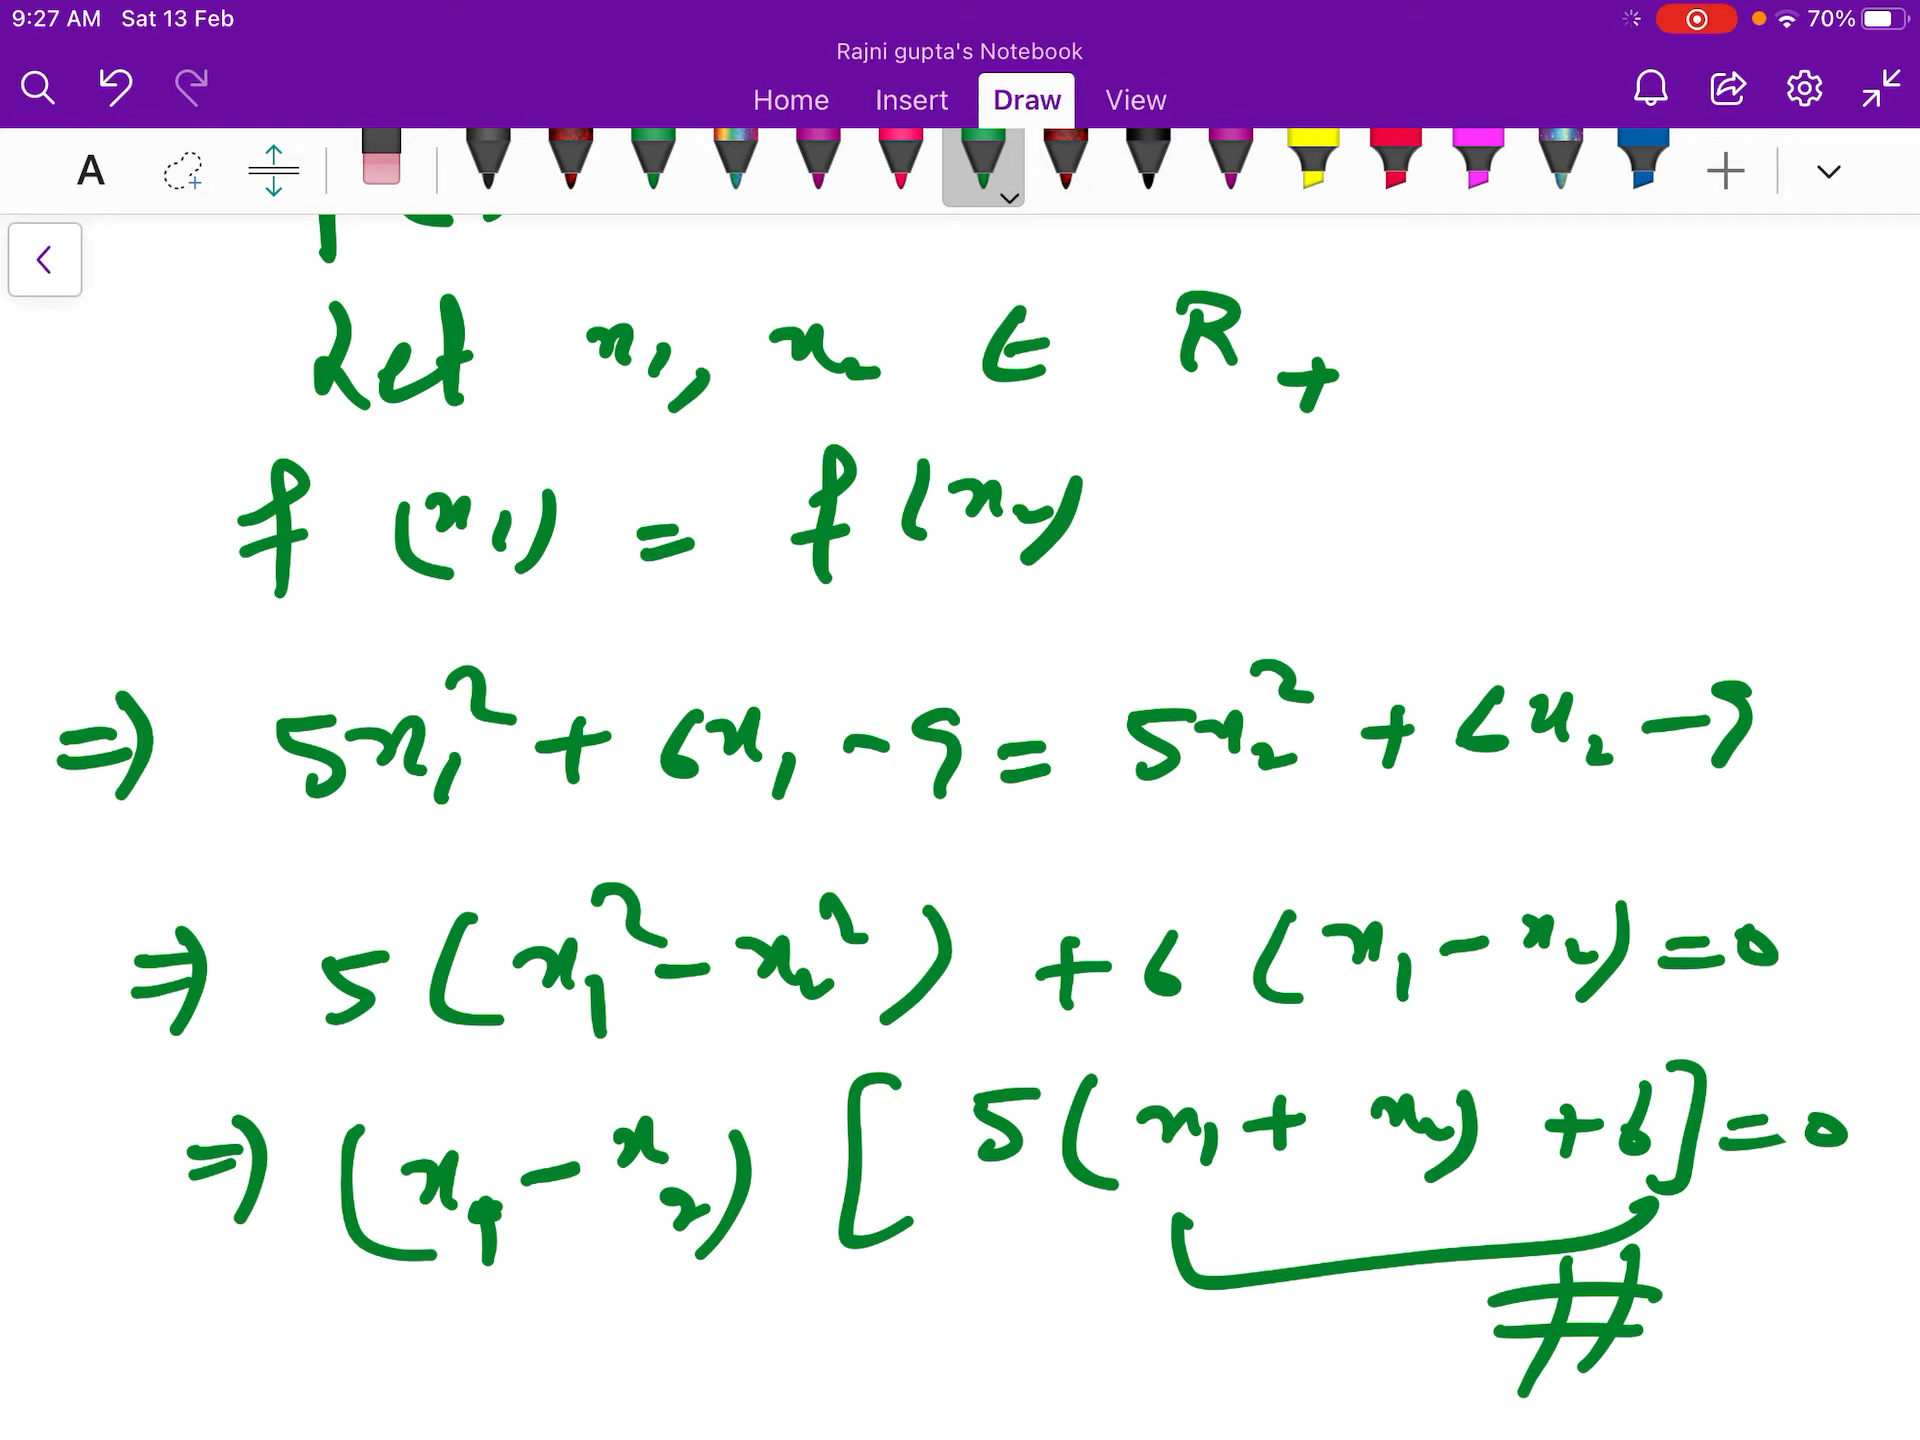 9:27 AM Sat 13 Feb 70%
Rajni gupta's Notebook
Home Insert Draw View
A
Let x₁, x₂ ∈ R₊
f(x₁) = f(x₂)
⇒ 5x₁² + 6x₁ - 9 = 5x₂² + 6x₂ - 9
⇒ 5(x₁² - x₂²) + 6(x₁ - x₂) = 0
⇒ (x₁ - x₂) [5(x₁ + x₂) + 6] = 0